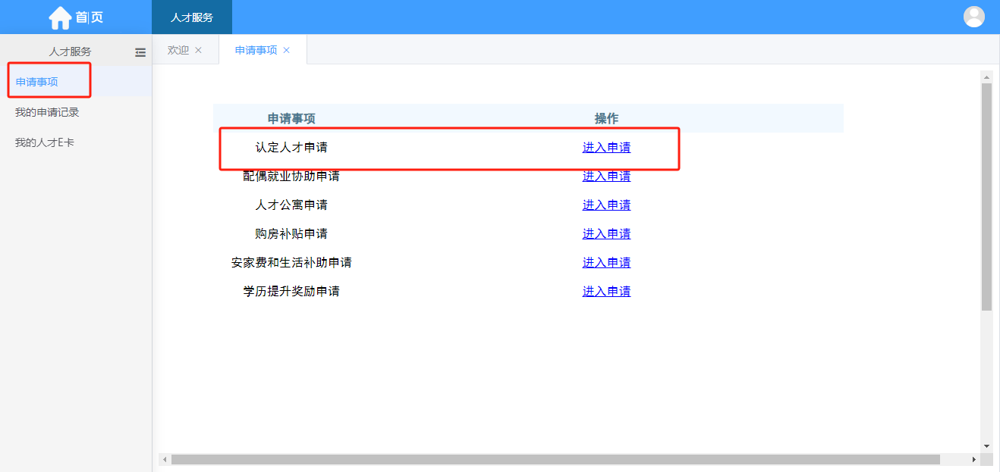 首页
人才服务
人才服务
欢迎
申请事项
申请事项
我的申请记录
我的人才E卡
申请事项 操作
认定人才申请 进入申请
配偶就业协助申请 进入申请
人才公寓申请 进入申请
购房补贴申请 进入申请
安家费和生活补助申请 进入申请
学历提升奖励申请 进入申请